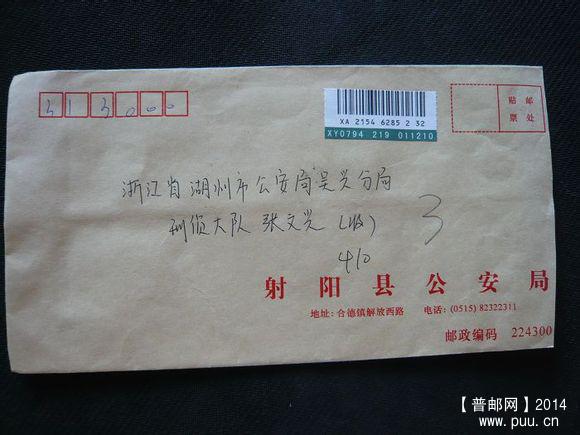 313000
贴 邮
票 处
XA 2154 6285 2 32
XY0794 219 011210
浙江省湖州市公安局吴兴分局
刑侦大队 张文光（收）
3
410
射阳县公安局
地址：合德镇解放西路 电话：(0515) 82322311
邮政编码 224300
【普邮网】2014
www.puu.cn